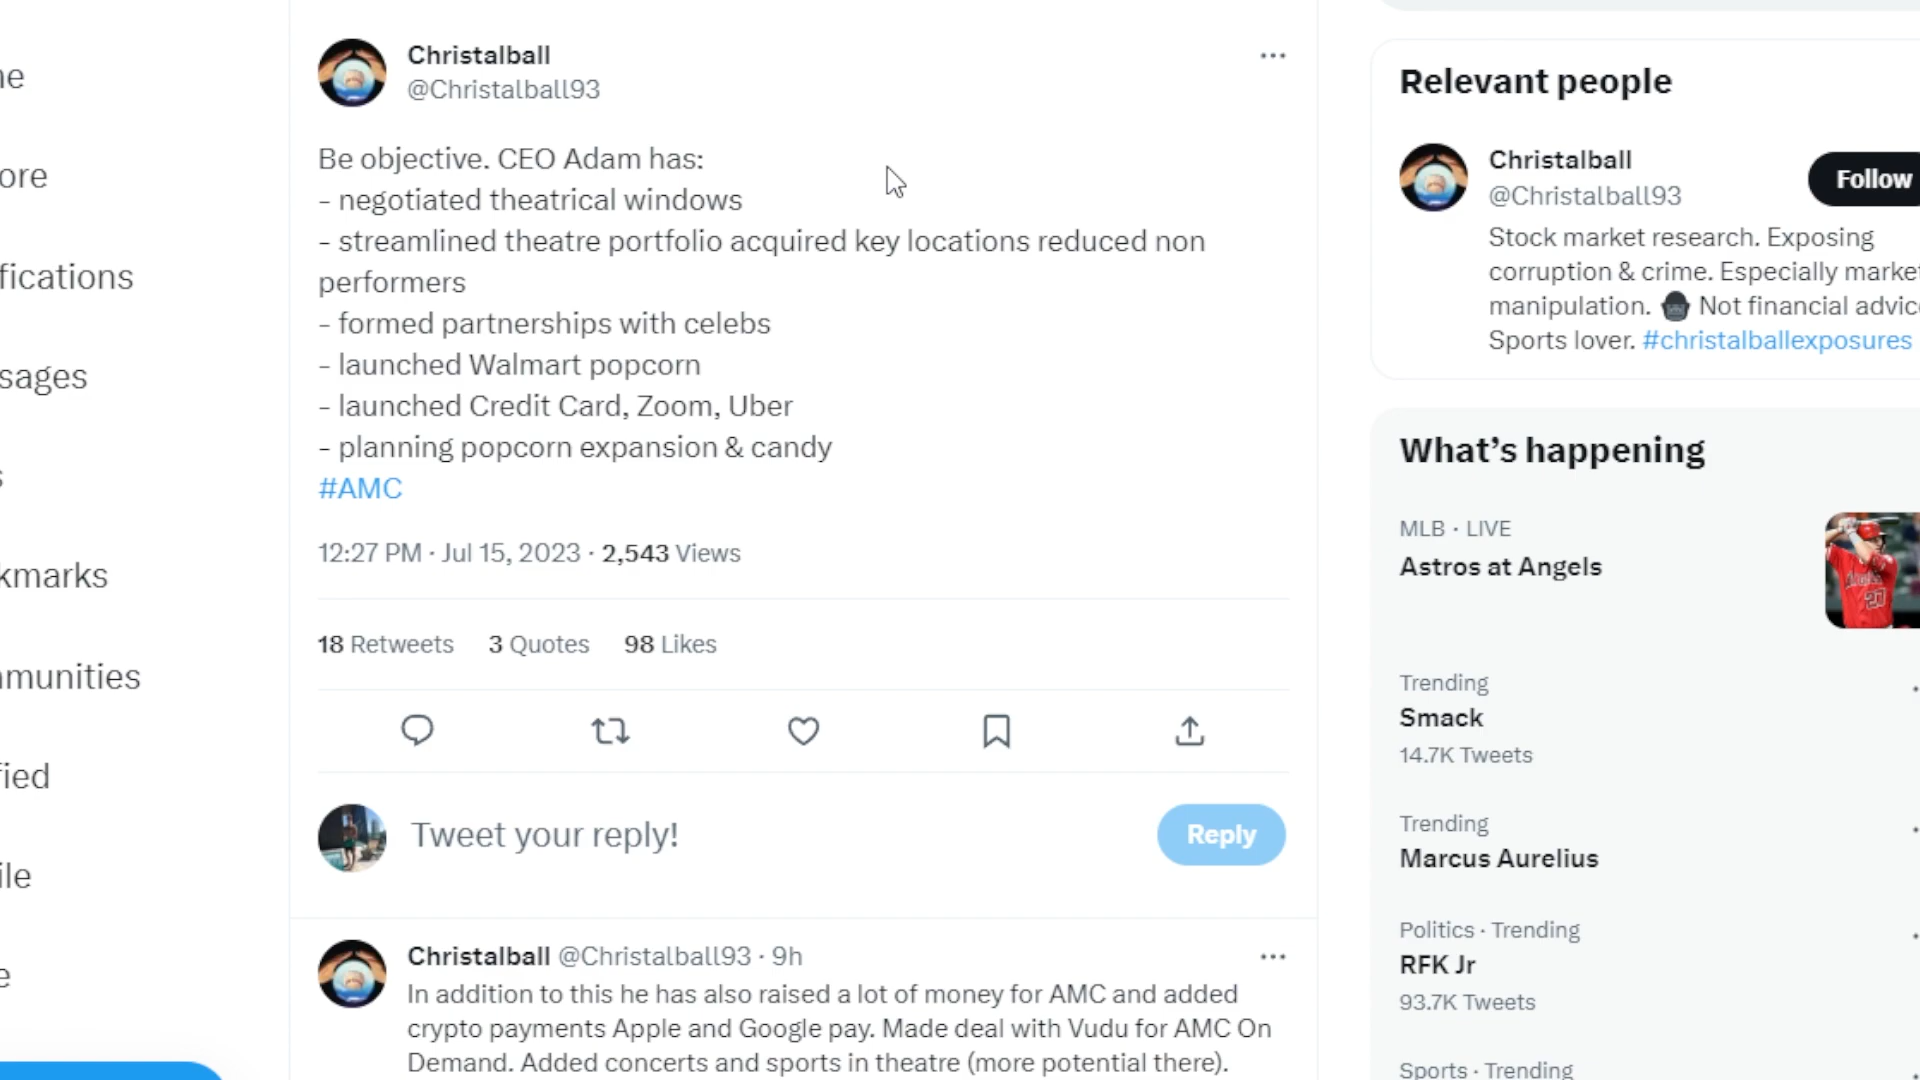 ne
ore
fications
sages
s
kmarks
mmunities
fied
ile
e
Christalball
@Christalball93
Be objective. CEO Adam has:
- negotiated theatrical windows
- streamlined theatre portfolio acquired key locations reduced non
performers
- formed partnerships with celebs
- launched Walmart popcorn
- launched Credit Card, Zoom, Uber
- planning popcorn expansion & candy
#AMC
12:27 PM · Jul 15, 2023 · 2,543 Views
18 Retweets 3 Quotes 98 Likes
Tweet your reply!
Reply
Christalball @Christalball93 · 9h
In addition to this he has also raised a lot of money for AMC and added
crypto payments Apple and Google pay. Made deal with Vudu for AMC On
Demand. Added concerts and sports in theatre (more potential there).
Relevant people
Christalball
@Christalball93
Follow
Stock market research. Exposing
corruption & crime. Especially market
manipulation. Not financial advice
Sports lover. #christalballexposures
What's happening
MLB · LIVE
Astros at Angels
Angels
27
Trending
Smack
14.7K Tweets
Trending
Marcus Aurelius
Politics · Trending
RFK Jr
93.7K Tweets
Sports · Trending